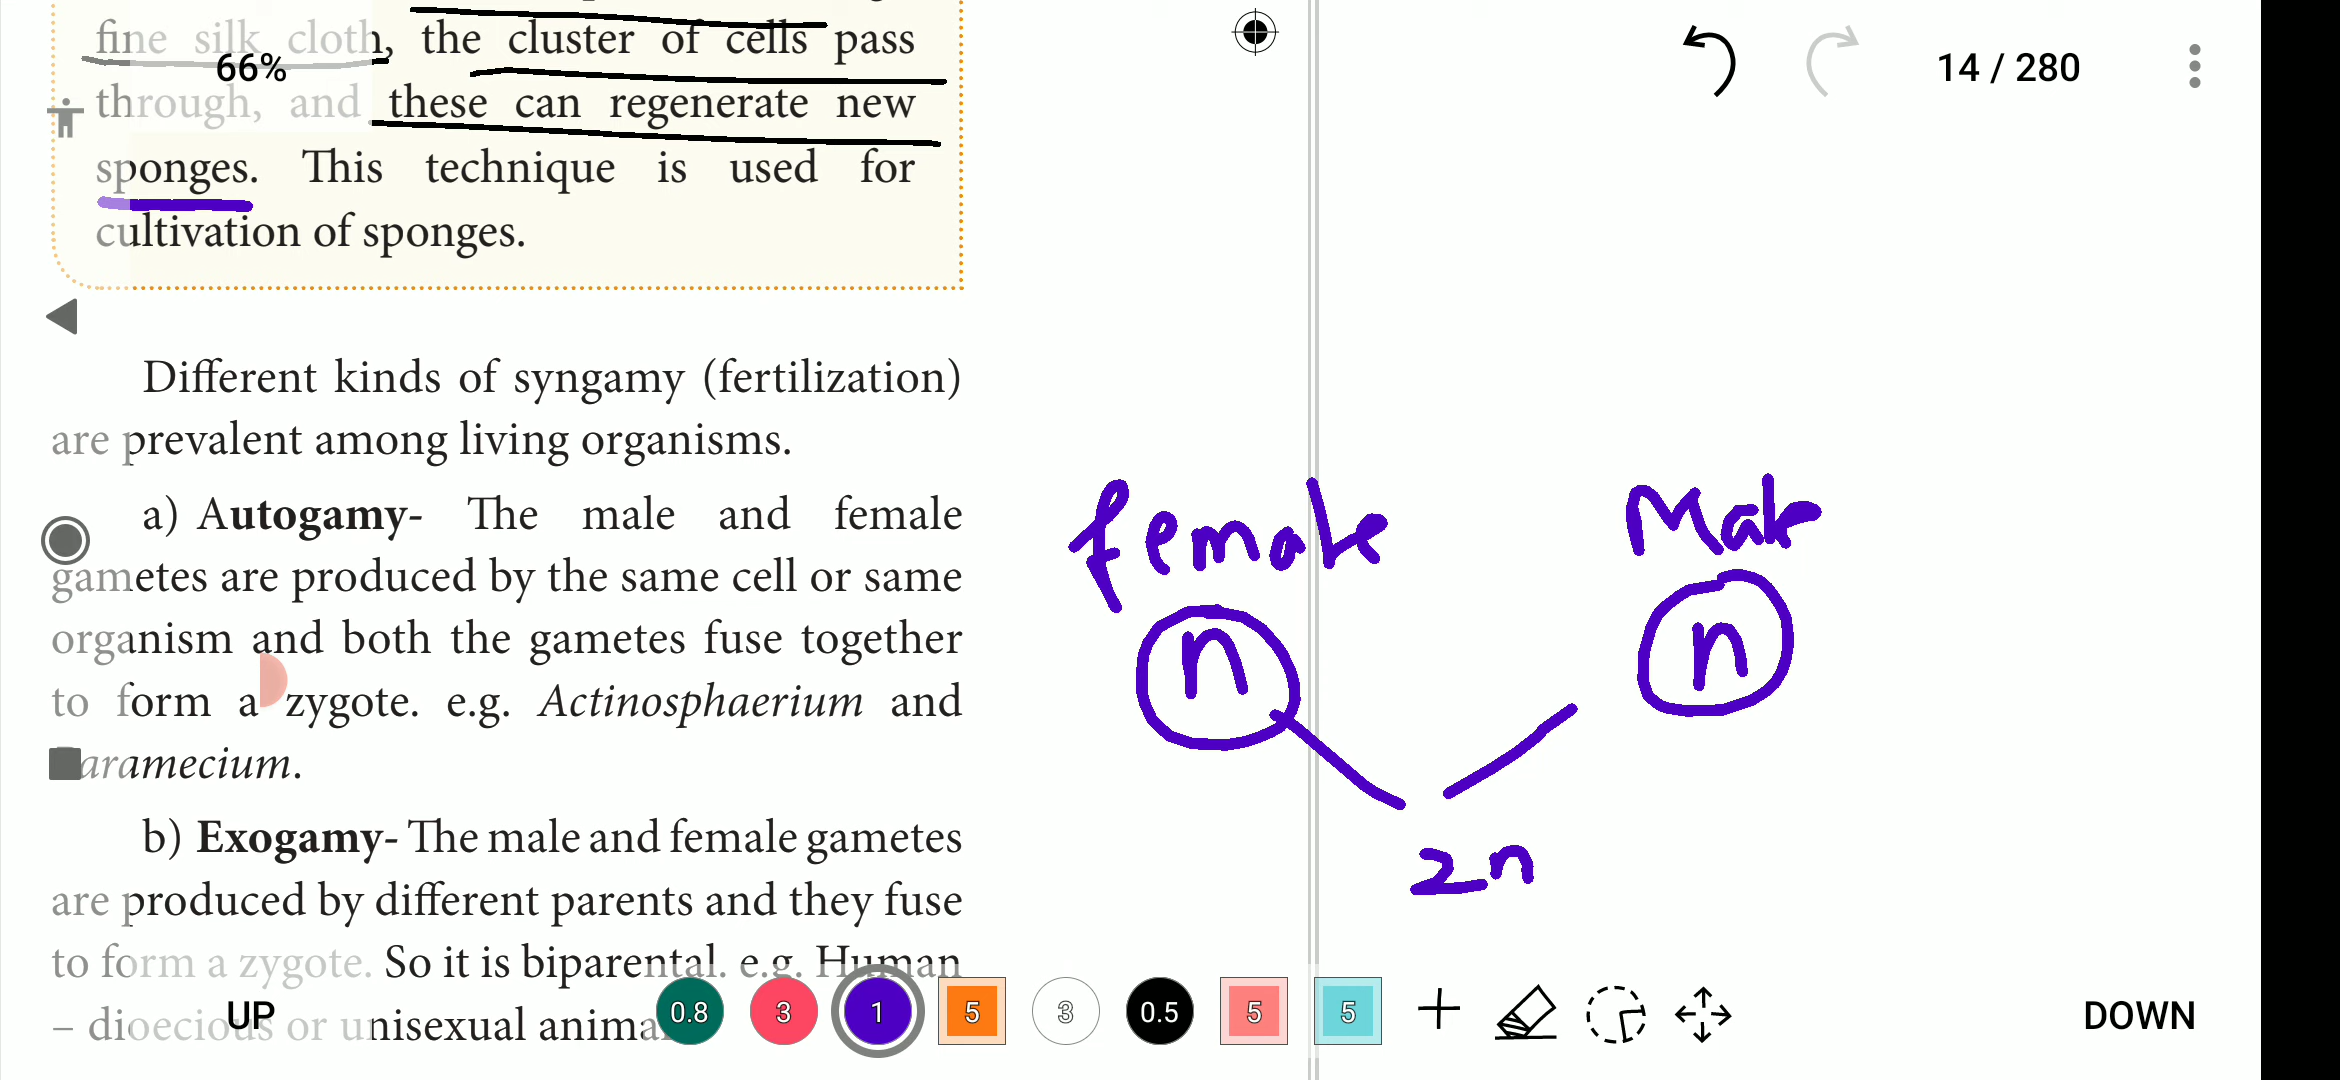 fine silk cloth, the cluster of cells pass
through, and these can regenerate new
sponges. This technique is used for
cultivation of sponges.
66%
14 / 280
Different kinds of syngamy (fertilization)
are prevalent among living organisms.
a) Autogamy- The male and female
gametes are produced by the same cell or same
organism and both the gametes fuse together
to form a zygote. e.g. Actinosphaerium and
aramecium.
b) Exogamy- The male and female gametes
are produced by different parents and they fuse
to form a zygote. So it is biparental. e.g. Human
– dioecious or unisexual anima
female
Male
n
n
2n
UP
0.8 3 1 5 3 0.5 5 5
DOWN